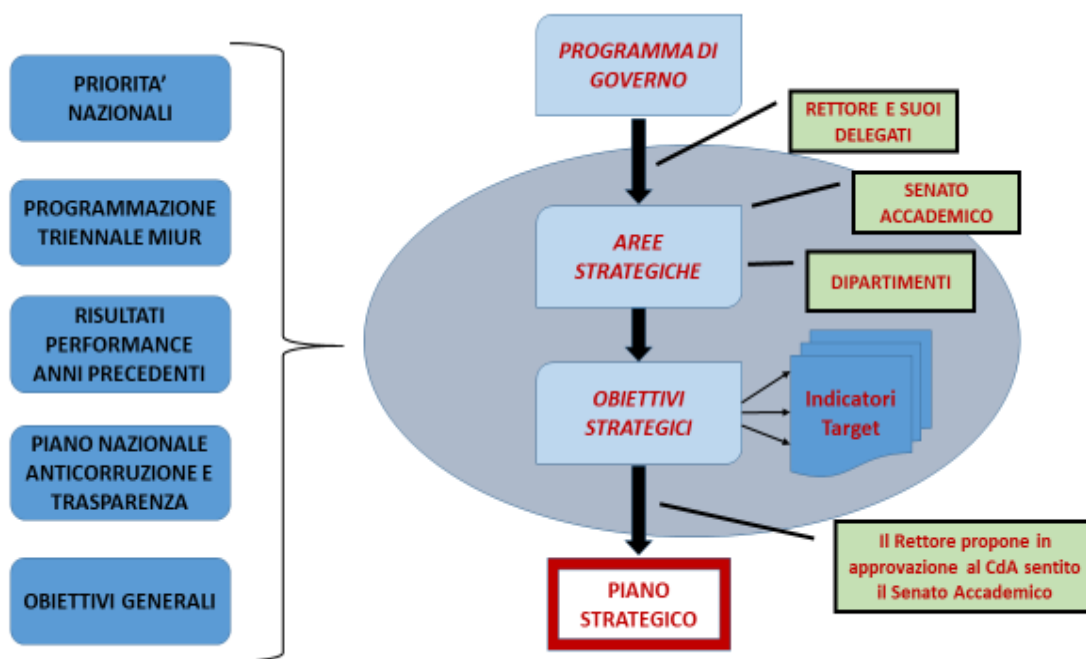 PRIORITA'
NAZIONALI
PROGRAMMAZIONE
TRIENNALE MIUR
RISULTATI
PERFORMANCE
ANNI PRECEDENTI
PIANO NAZIONALE
ANTICORRUZIONE E
TRASPARENZA
OBIETTIVI GENERALI
PROGRAMMA DI
GOVERNO
RETTORE E SUOI
DELEGATI
SENATO
ACCADEMICO
AREE
STRATEGICHE
DIPARTIMENTI
OBIETTIVI
STRATEGICI
Indicatori
Target
Il Rettore propone in
approvazione al CdA sentito
il Senato Accademico
PIANO
STRATEGICO